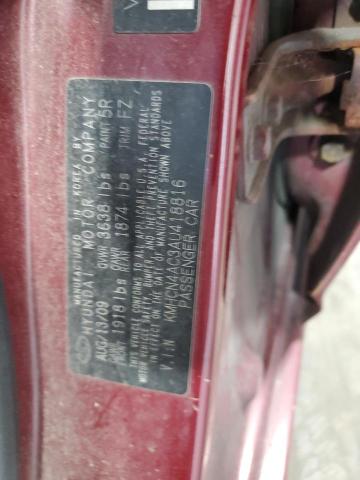 MANUFACTURED IN KOREA BY
HYUNDAI MOTOR COMPANY
AUG/13/09 GVWR 3638 lbs PAINT 5R
GAWR FRONT 1918 lbs GAWR REAR 1874 lbs TRIM FZ
THIS VEHICLE CONFORMS TO ALL APPLICABLE U.S.A. FEDERAL
MOTOR VEHICLE SAFETY, BUMPER, AND THEFT PREVENTION STANDARDS
IN EFFECT ON THE DATE OF MANUFACTURE SHOWN ABOVE
V.I.N KMHCN4AC3AU418816
PASSENGER CAR
V